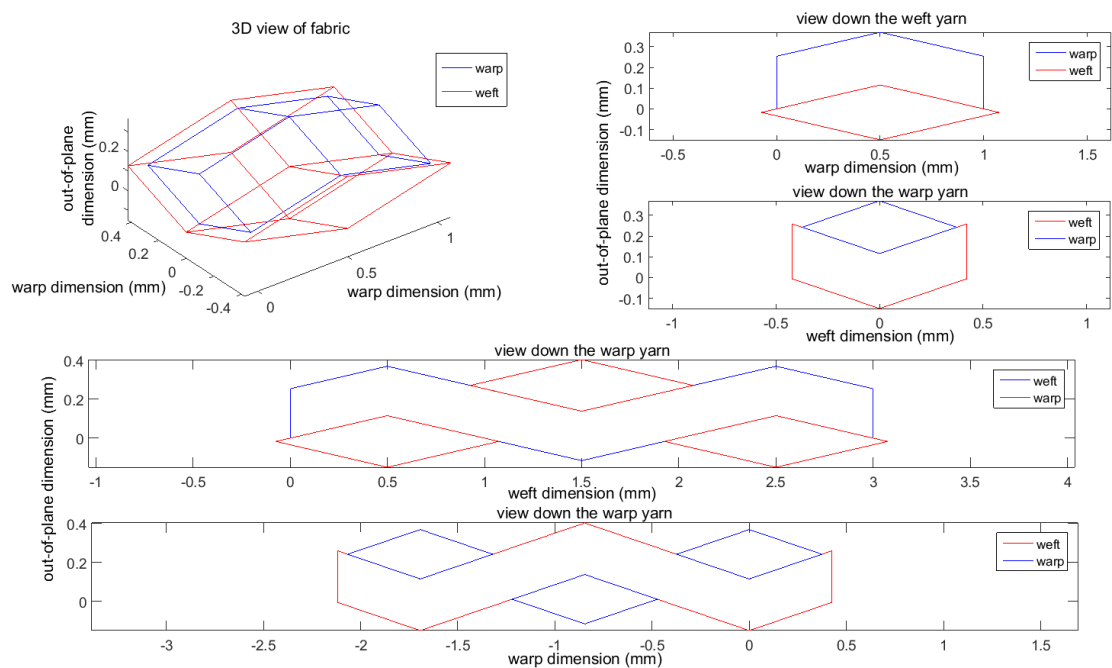 3D view of fabric
warp
weft
out-of-plane
dimension (mm)
0.2
0
0.4
0.2
0
-0.2
-0.4
0
0.5
1
warp dimension (mm)
warp dimension (mm)
view down the weft yarn
0.3
0.2
0.1
0
-0.1
warp
weft
-0.5
0
0.5
1
1.5
warp dimension (mm)
out-of-plane dimension (mm)
view down the warp yarn
0.3
0.2
0.1
0
-0.1
weft
warp
-1
-0.5
0
0.5
1
weft dimension (mm)
view down the warp yarn
0.4
0.2
0
weft
warp
-1
-0.5
0
0.5
1
1.5
2
2.5
3
3.5
4
weft dimension (mm)
out-of-plane dimension (mm)
view down the warp yarn
0.4
0.2
0
weft
warp
-3
-2.5
-2
-1.5
-1
-0.5
0
0.5
1
1.5
warp dimension (mm)